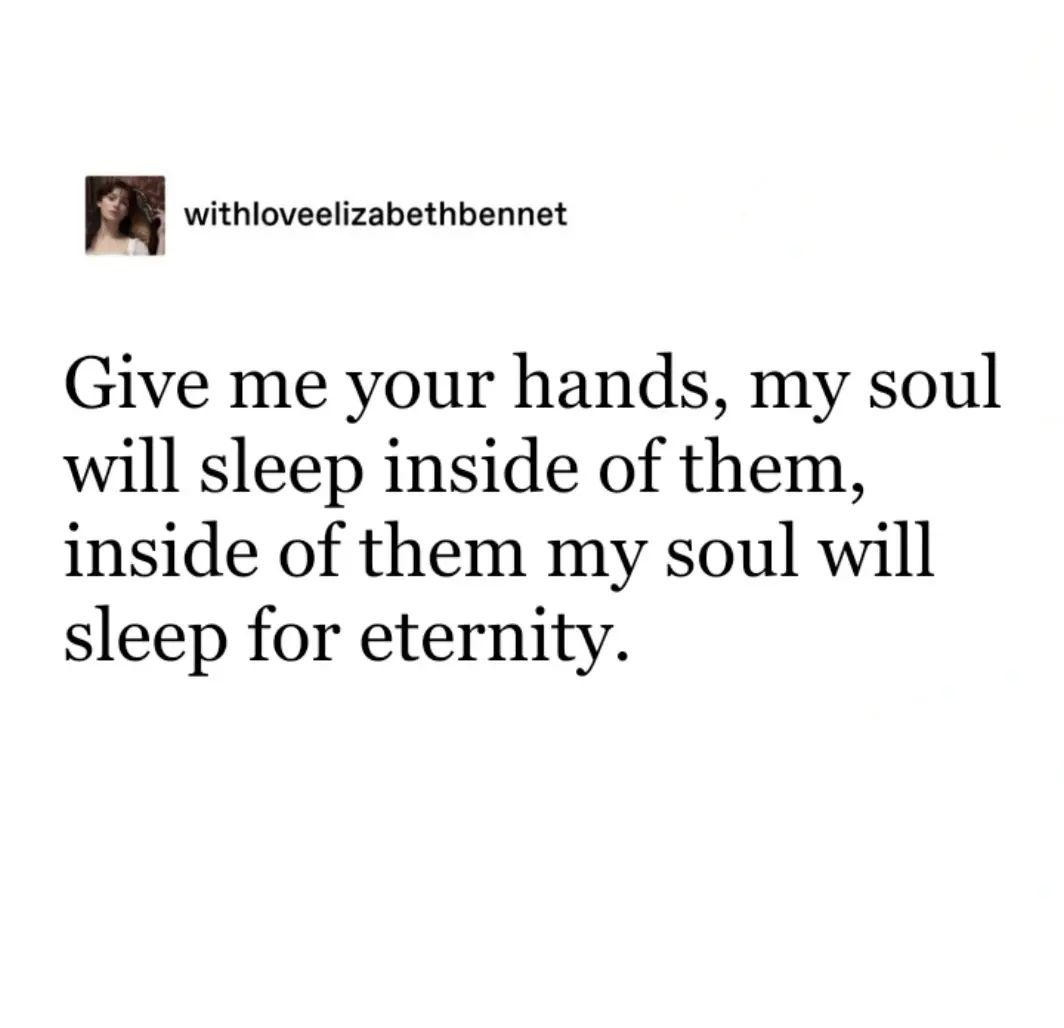 withloveelizabethbennet
Give me your hands, my soul
will sleep inside of them,
inside of them my soul will
sleep for eternity.